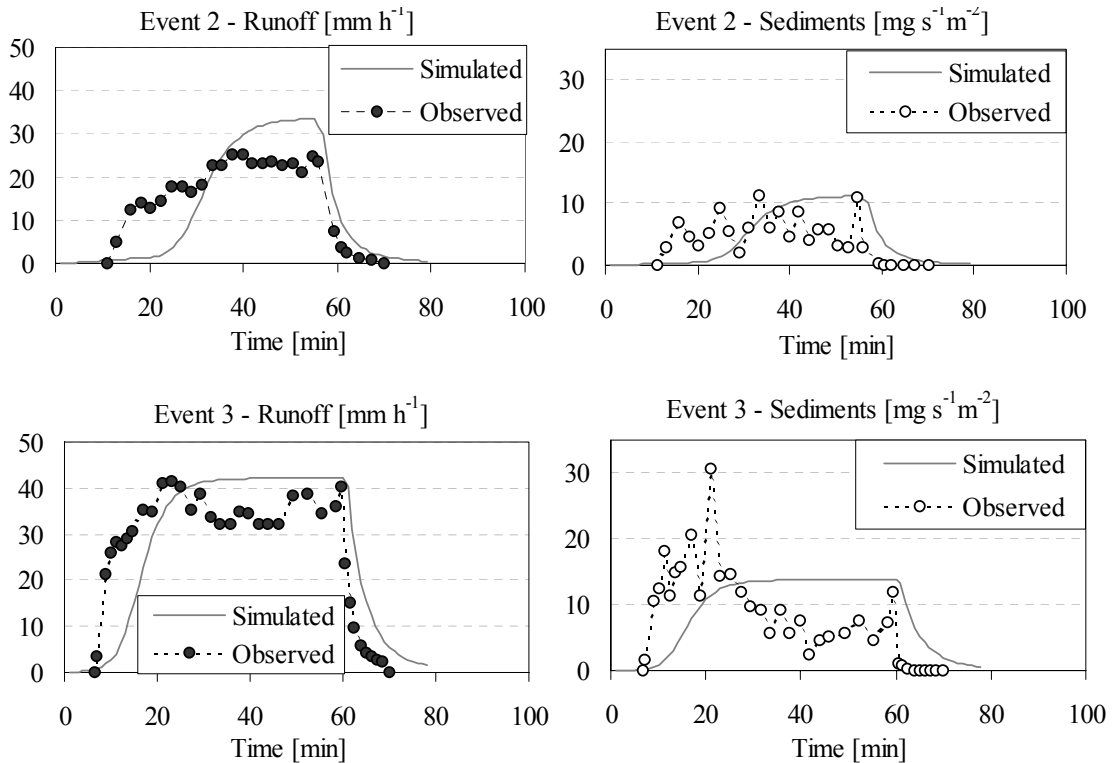 Event 2 - Runoff [mm h⁻¹]
50
40
30
20
10
0
Simulated
Observed
0 20 40 60 80 100
Time [min]
Event 2 - Sediments [mg s⁻¹m⁻²]
30
20
10
0
Simulated
Observed
0 20 40 60 80 100
Time [min]
Event 3 - Runoff [mm h⁻¹]
50
40
30
20
10
0
Simulated
Observed
0 20 40 60 80 100
Time [min]
Event 3 - Sediments [mg s⁻¹m⁻²]
30
20
10
0
Simulated
Observed
0 20 40 60 80 100
Time [min]